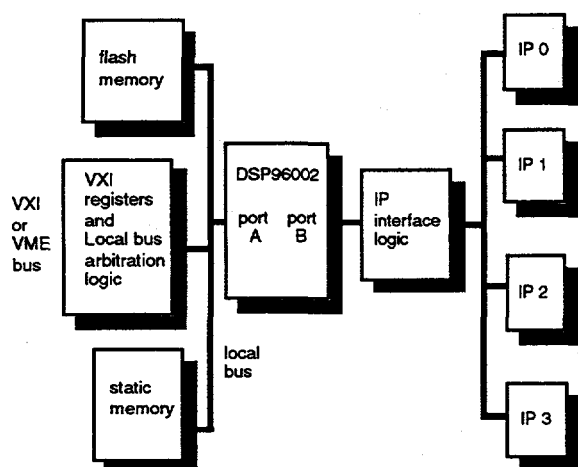 flash
memory
VXI
or
VME
bus
VXI
registers
and
Local bus
arbitration
logic
static
memory
local
bus
DSP96002
port port
A B
IP
interface
logic
IP 0
IP 1
IP 2
IP 3